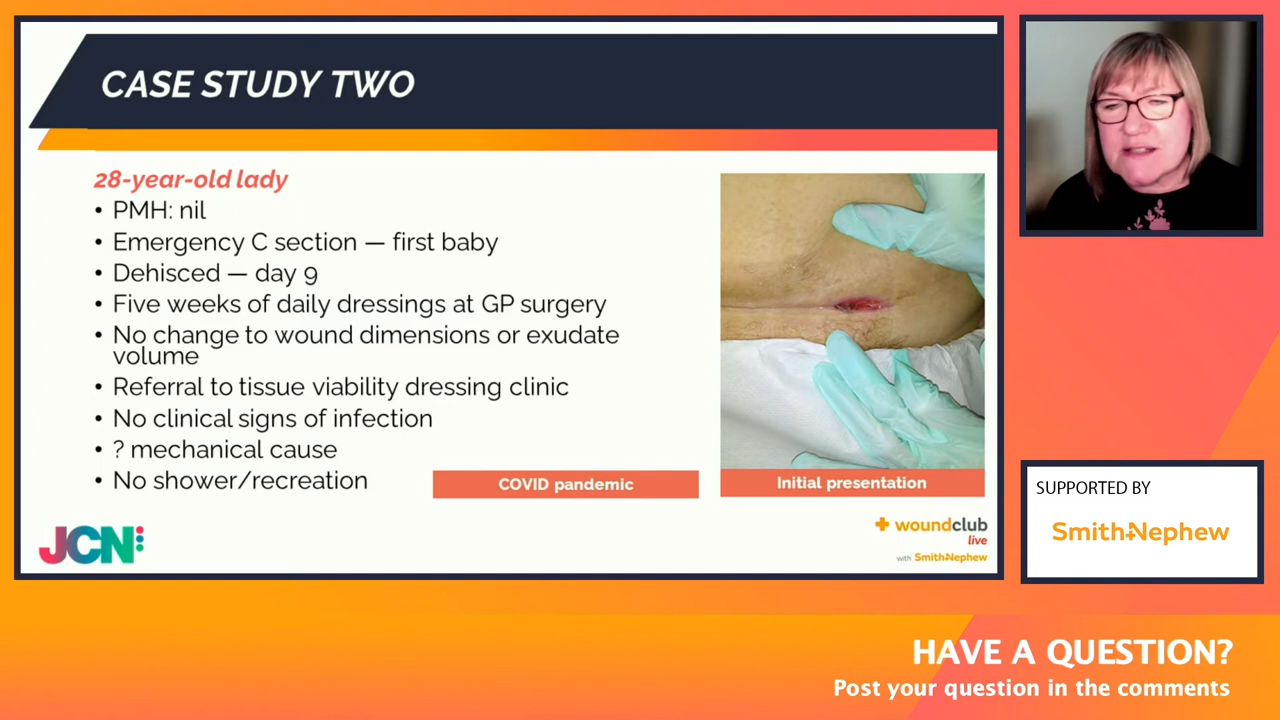 CASE STUDY TWO
28-year-old lady
• PMH: nil
• Emergency C section — first baby
• Dehisced — day 9
• Five weeks of daily dressings at GP surgery
• No change to wound dimensions or exudate
volume
• Referral to tissue viability dressing clinic
• No clinical signs of infection
• ? mechanical cause
• No shower/recreation
COVID pandemic
Initial presentation
JCN
woundclub
live
with Smith+Nephew
SUPPORTED BY
Smith+Nephew
HAVE A QUESTION?
Post your question in the comments